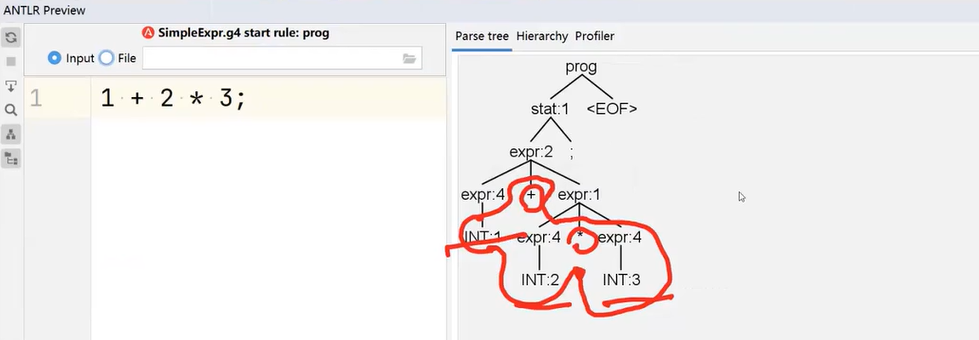 ANTLR Preview
SimpleExpr.g4 start rule: prog
Input File
1 1 + 2 * 3;
Parse tree Hierarchy Profiler
prog
stat:1 <EOF>
expr:2 ;
expr:4 + expr:1
INT:1 expr:4 * expr:4
INT:2 INT:3